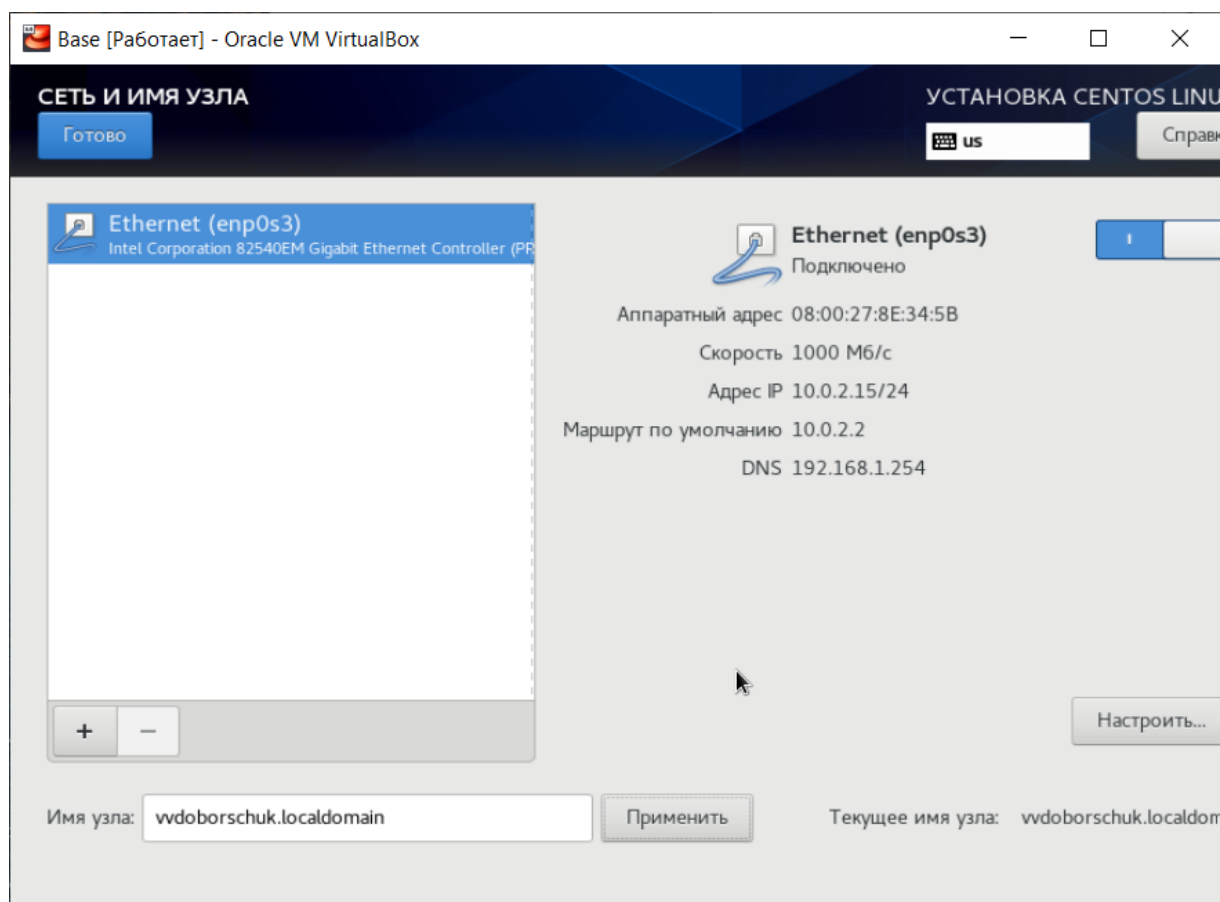 Base [Работает] - Oracle VM VirtualBox
СЕТЬ И ИМЯ УЗЛА
УСТАНОВКА CENTOS LINU
Готово
us
Справк
Ethernet (enp0s3)
Intel Corporation 82540EM Gigabit Ethernet Controller (PR
Ethernet (enp0s3)
Подключено
Аппаратный адрес 08:00:27:8E:34:5B
Скорость 1000 Мб/с
Адрес IP 10.0.2.15/24
Маршрут по умолчанию 10.0.2.2
DNS 192.168.1.254
+ −
Настроить...
Имя узла: vvdoborschuk.localdomain
Применить
Текущее имя узла: vvdoborschuk.localdom